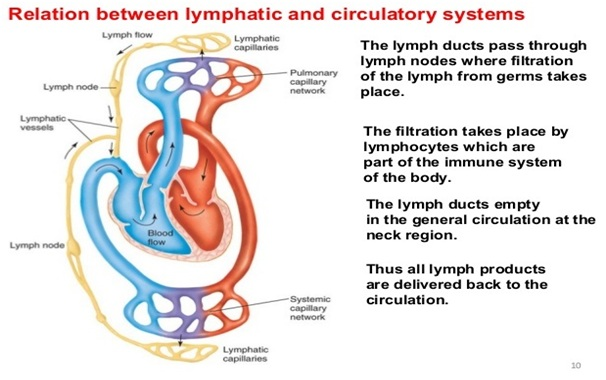 Relation between lymphatic and circulatory systems
Lymph flow
Lymphatic
capillaries
Pulmonary
capillary
network
Lymph node
Lymphatic
vessels
Blood
flow
Lymph node
Systemic
capillary
network
Lymphatic
capillaries
The lymph ducts pass through
lymph nodes where filtration
of the lymph from germs takes
place.
The filtration takes place by
lymphocytes which are
part of the immune system
of the body.
The lymph ducts empty
in the general circulation at the
neck region.
Thus all lymph products
are delivered back to the
circulation.
10